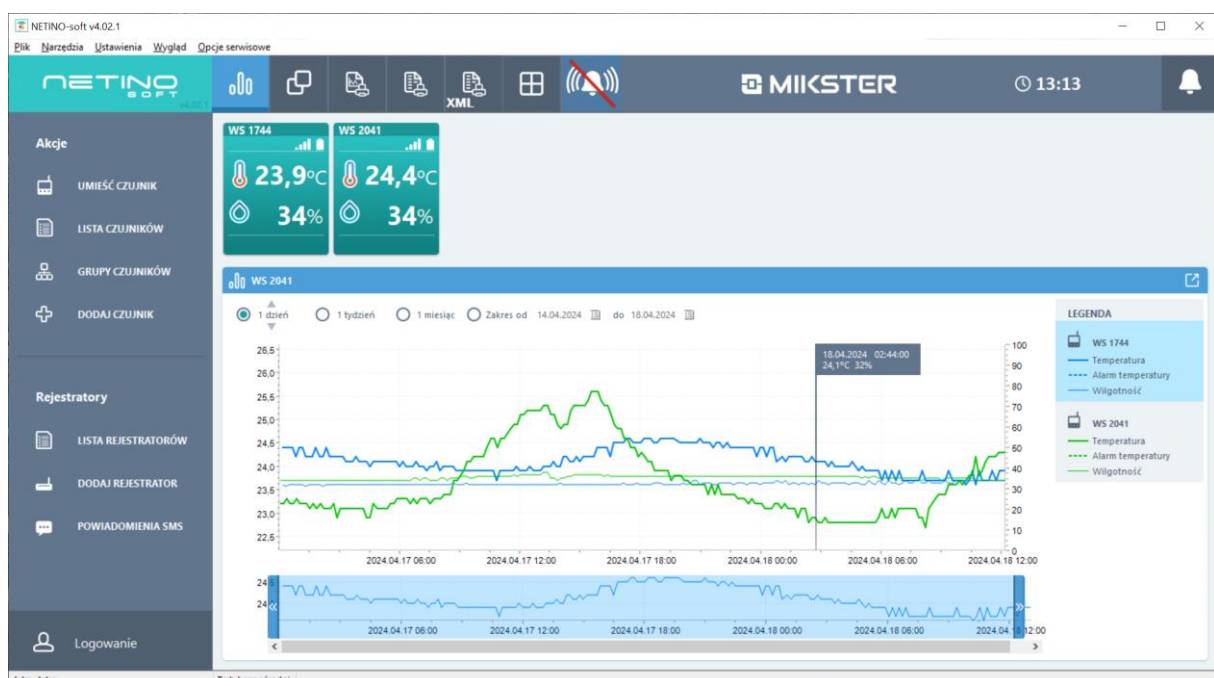 NETINO-soft v4.02.1
Plik Narzędzia Ustawienia Wygląd Opcje serwisowe
NETINO
SOFT
v4.02.1
XML
MIKSTER
13:13
Akcje
UMIEŚĆ CZUJNIK
LISTA CZUJNIKÓW
GRUPY CZUJNIKÓW
DODAJ CZUJNIK
Rejestratory
LISTA REJESTRATORÓW
DODAJ REJESTRATOR
POWIADOMIENIA SMS
Logowanie
WS 1744
23,9°C
34%
WS 2041
24,4°C
34%
WS 2041
1 dzień 1 tydzień 1 miesiąc Zakres od 14.04.2024 do 18.04.2024
26,5
26,0
25,5
25,0
24,5
24,0
23,5
23,0
22,5
18.04.2024 02:44:00
24,1°C 32%
100
90
80
70
60
50
40
30
20
10
0
2024.04.17 06:00 2024.04.17 12:00 2024.04.17 18:00 2024.04.18 00:00 2024.04.18 06:00 2024.04.18 12:00
2024.04.17 06:00 2024.04.17 12:00 2024.04.17 18:00 2024.04.18 00:00 2024.04.18 06:00 2024.04.18 12:00
LEGENDA
WS 1744
Temperatura
Alarm temperatury
Wilgotność
WS 2041
Temperatura
Alarm temperatury
Wilgotność